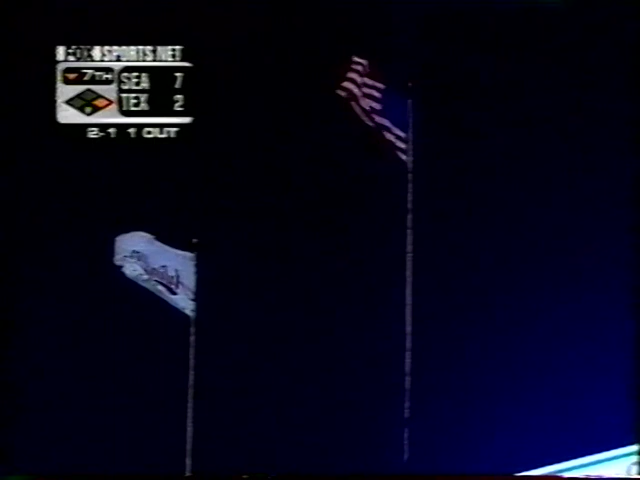 FOX SPORTS NET
7TH
SEA 7
TEX 2
2-1 1 OUT